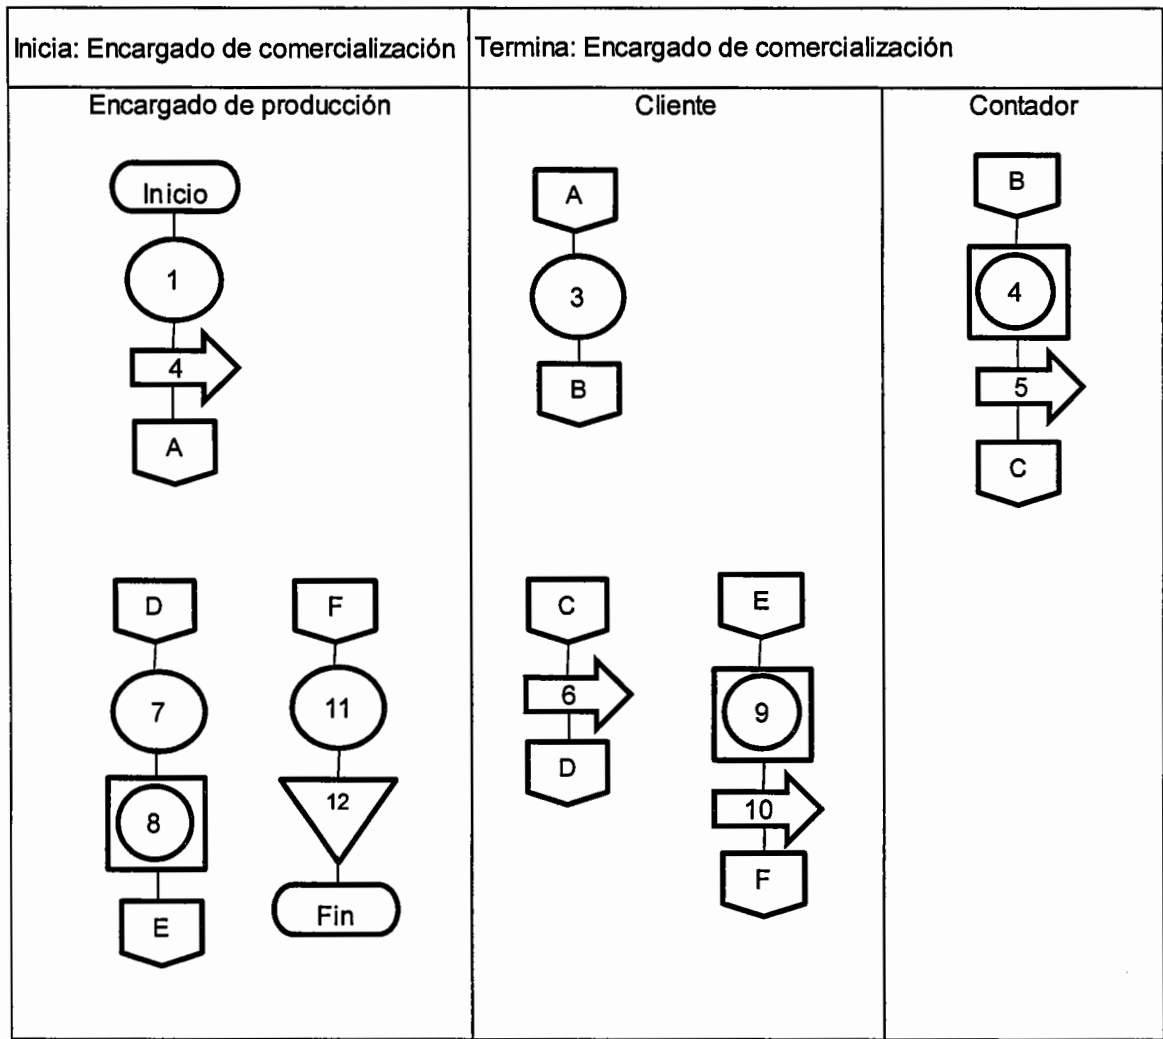 Inicia: Encargado de comercialización
Termina: Encargado de comercialización
Encargado de producción
Cliente
Contador
Inicio
1
4
A
A
3
B
B
4
5
C
D
7
8
E
F
11
12
Fin
C
6
D
E
9
10
F